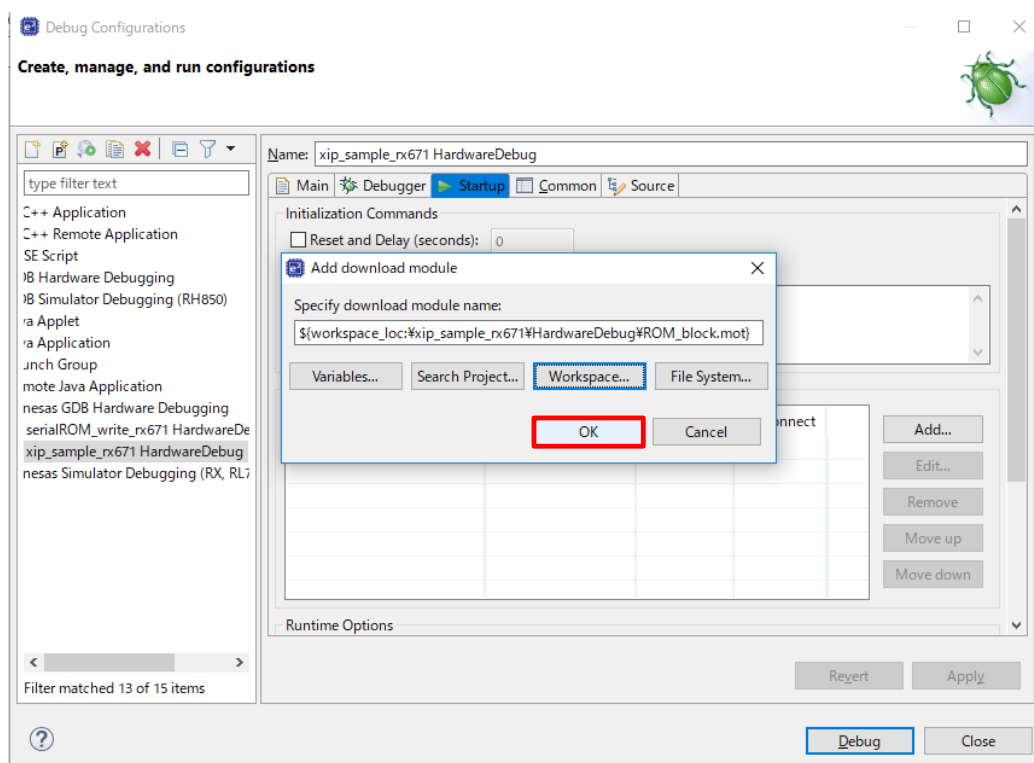 Debug Configurations
Create, manage, and run configurations
type filter text
C++ Application
C++ Remote Application
SE Script
)B Hardware Debugging
)B Simulator Debugging (RH850)
va Applet
va Application
unch Group
mote Java Application
nesas GDB Hardware Debugging
serialROM_write_rx671 HardwareDe
xip_sample_rx671 HardwareDebug
nesas Simulator Debugging (RX, RL7
Filter matched 13 of 15 items
Name: xip_sample_rx671 HardwareDebug
Main Debugger Startup Common Source
Initialization Commands
Reset and Delay (seconds): 0
Add download module
Specify download module name:
${workspace_loc:¥xip_sample_rx671¥HardwareDebug¥ROM_block.mot}
Variables... Search Project... Workspace... File System...
OK Cancel
onnect
Add...
Edit...
Remove
Move up
Move down
Runtime Options
Revert Apply
? Debug Close